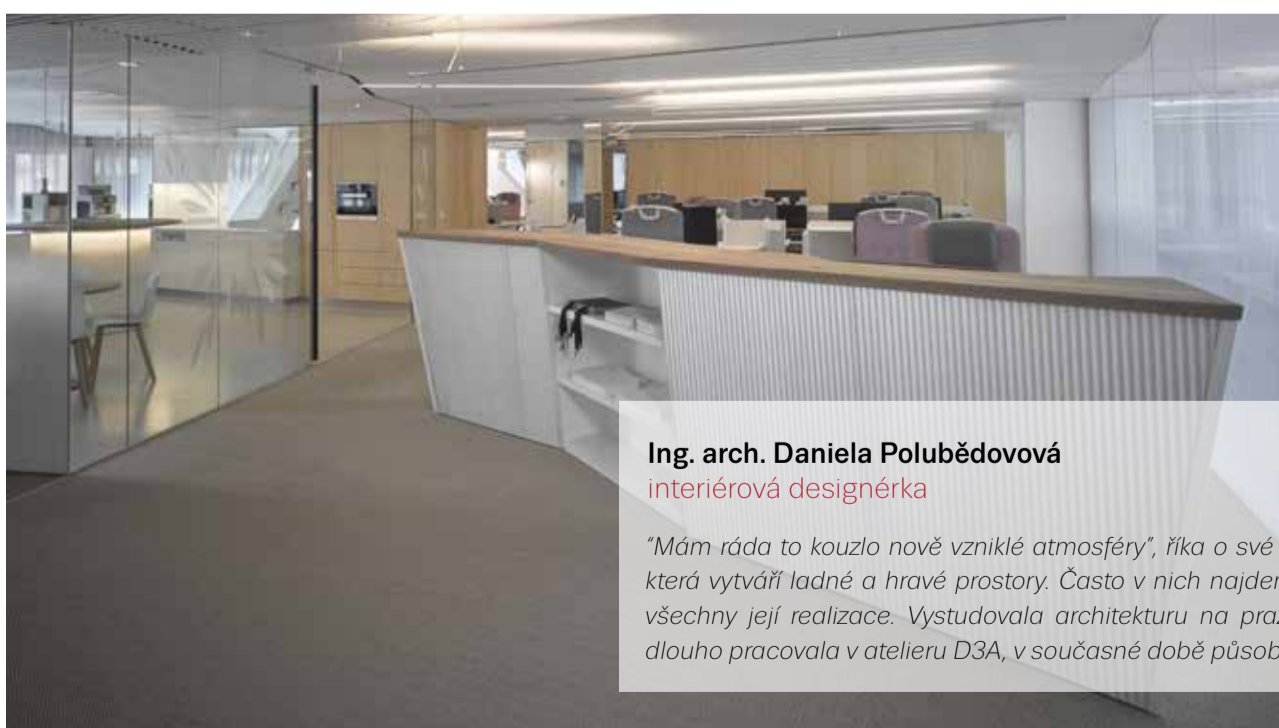 Ing. arch. Daniela Polubědovová
interiérová designérka
“Mám ráda to kouzlo nově vzniklé atmosféry”, říka o své
která vytváří ladné a hravé prostory. Často v nich
všechny její realizace. Vystudovala architekturu na
dlouho pracovala v atelieru D3A, v současné době